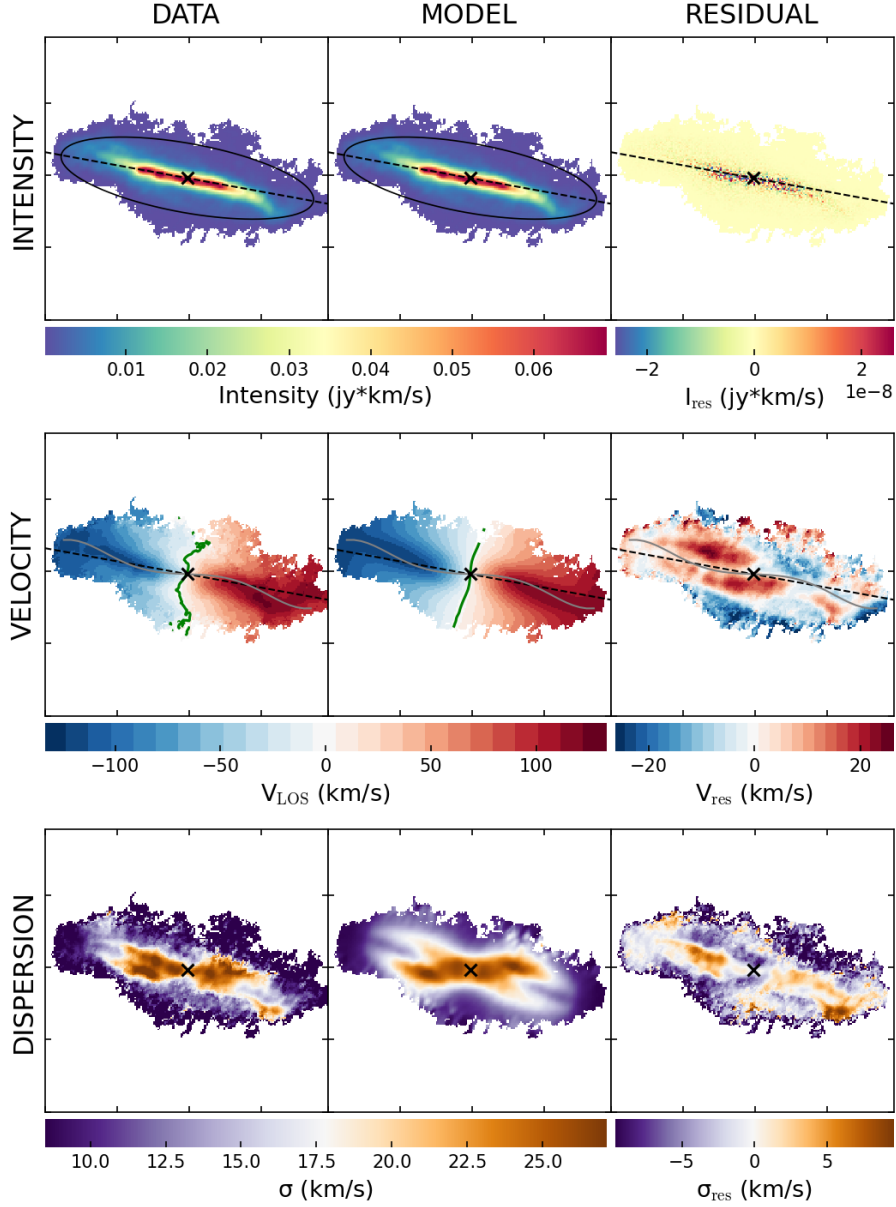 DATA MODEL RESIDUAL
INTENSITY
0.01 0.02 0.03 0.04 0.05 0.06
Intensity (jy*km/s)
−2 0 2
1e−8
I_res (jy*km/s)
VELOCITY
−100 −50 0 50 100
V_LOS (km/s)
−20 0 20
V_res (km/s)
DISPERSION
10.0 12.5 15.0 17.5 20.0 22.5 25.0
σ (km/s)
−5 0 5
σ_res (km/s)